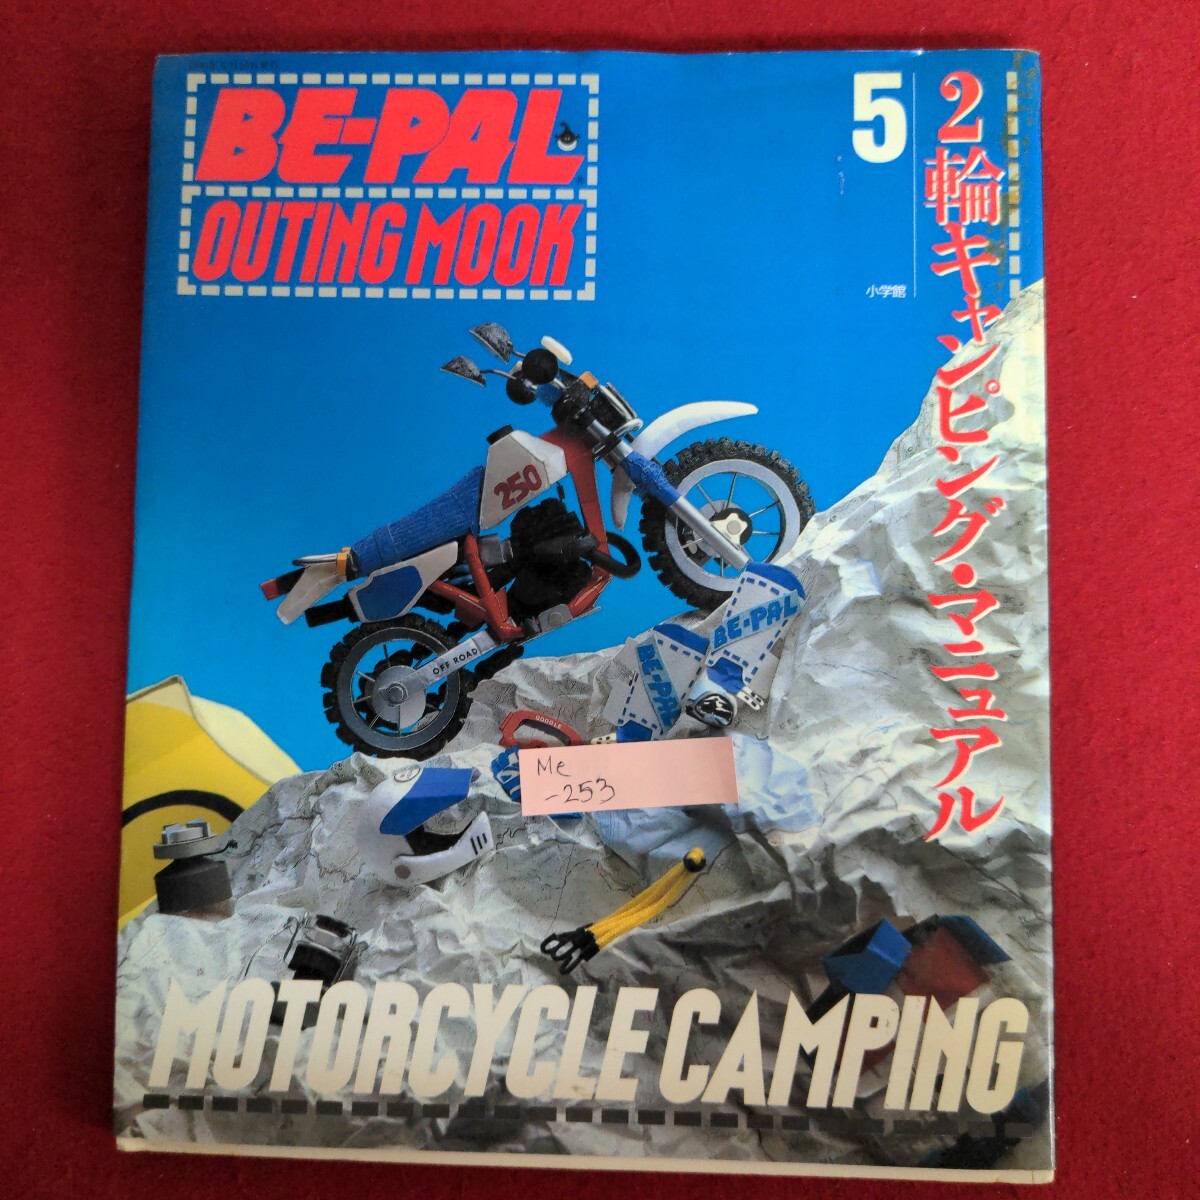 BE-PAL
OUTING MOOK
5
小学館
2輪キャンピング・マニュアル
250
OFF ROAD
BE-PAL
BE-PAL
Me
-253
MOTORCYCLE CAMPING